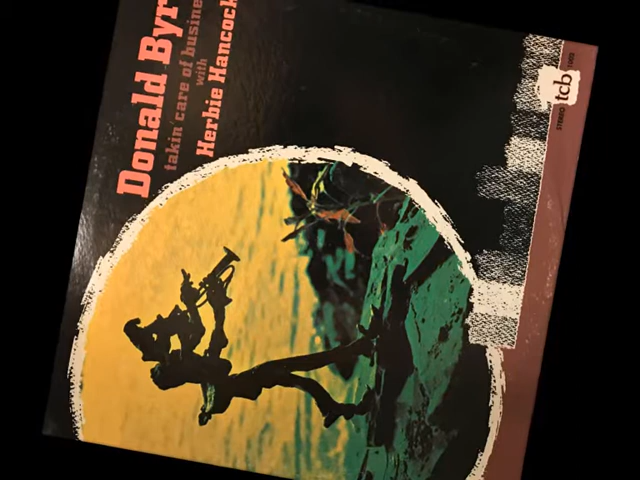 Donald Byr
takin' care of busine
with
Herbie Hancock
tcb
STEREO